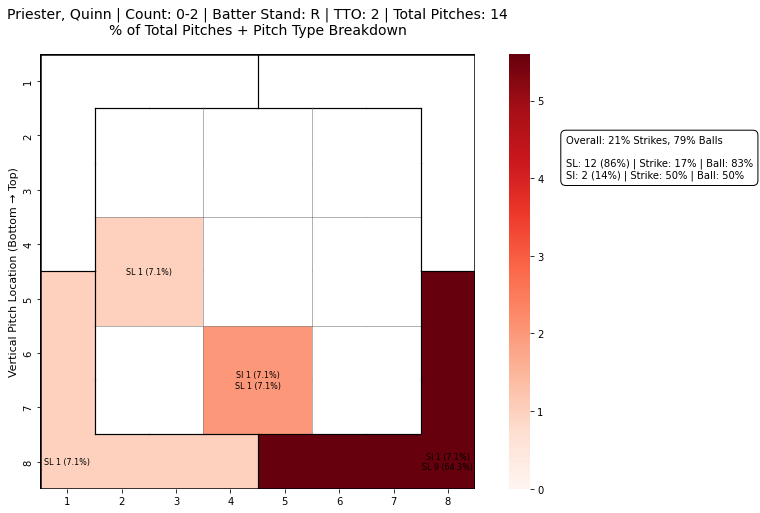 Priester, Quinn | Count: 0-2 | Batter Stand: R | TTO: 2 | Total Pitches: 14
% of Total Pitches + Pitch Type Breakdown
Vertical Pitch Location (Bottom → Top)
1
2
3
4
5
6
7
8
SL 1 (7.1%)
SI 1 (7.1%)
SL 1 (7.1%)
SL 1 (7.1%)
SI 1 (7.1%)
SL 9 (64.3%)
1
2
3
4
5
6
7
8
5
4
3
2
1
0
Overall: 21% Strikes, 79% Balls
SL: 12 (86%) | Strike: 17% | Ball: 83%
SI: 2 (14%) | Strike: 50% | Ball: 50%